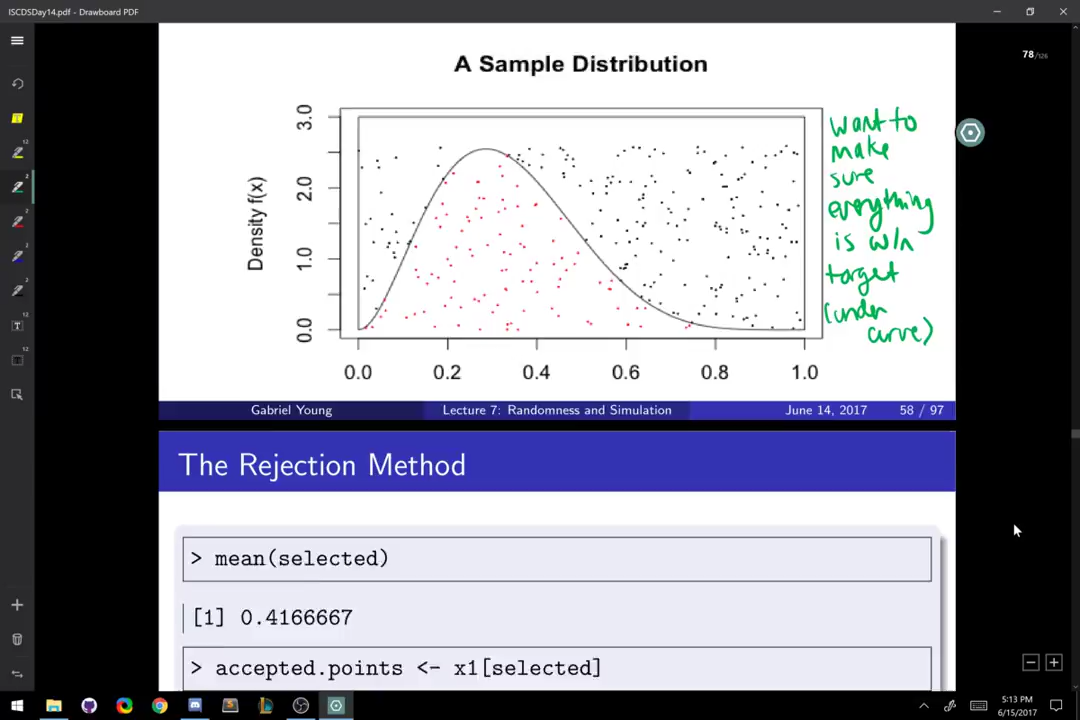 ISCDSDay14.pdf - Drawboard PDF
78/126
A Sample Distribution
Density f(x)
3.0
2.0
1.0
0.0
0.0 0.2 0.4 0.6 0.8 1.0
want to
make
sure
everything
is w/n
target
(under
curve)
Gabriel Young Lecture 7: Randomness and Simulation June 14, 2017 58 / 97
The Rejection Method
> mean(selected)
[1] 0.4166667
> accepted.points <- x1[selected]
5:13 PM
6/15/2017